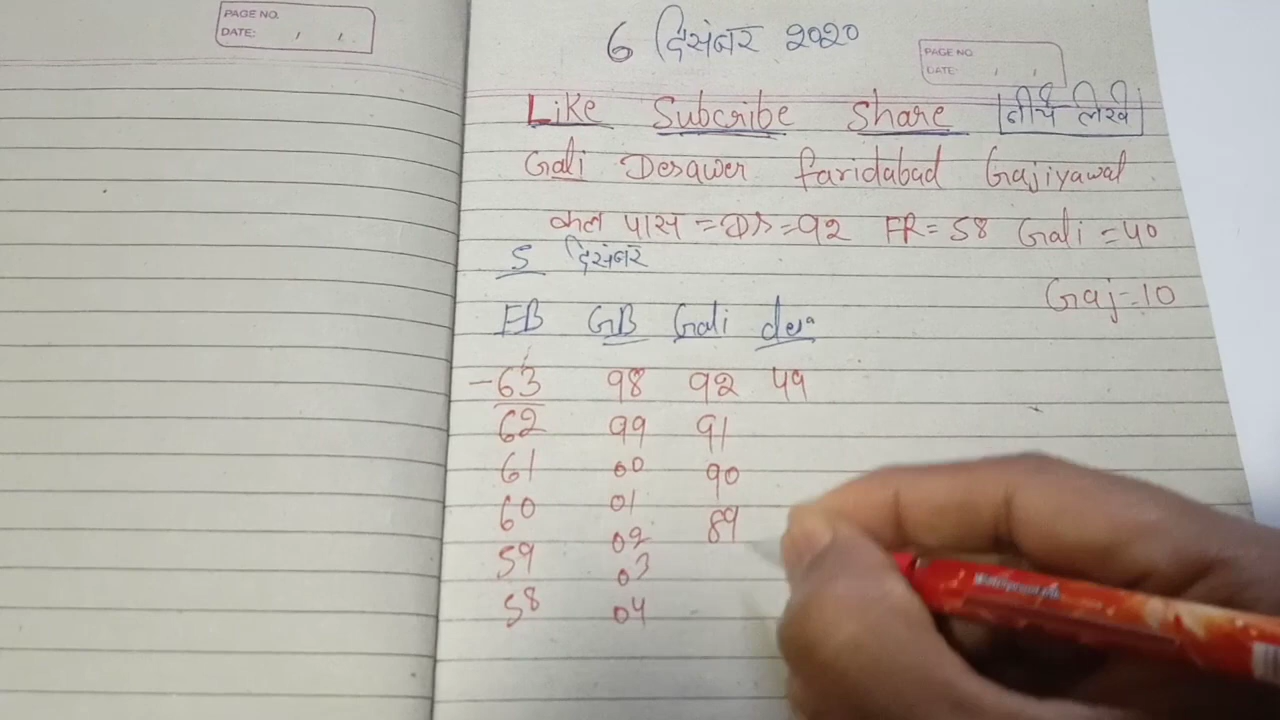 PAGE NO.
DATE:
6 दिसंबर 2020
PAGE NO.
DATE:
Like Subcribe Share नीचे लिखे
Gali Desawer faridabad Gajiyawal
कल पास = DS = 92 FR = 58 Gali = 40
5 दिसंबर
Gaj = 10
FB GB Gali des
-63 98 92 49
62 99 91
61 00 90
60 01 89
59 02
58 03
04